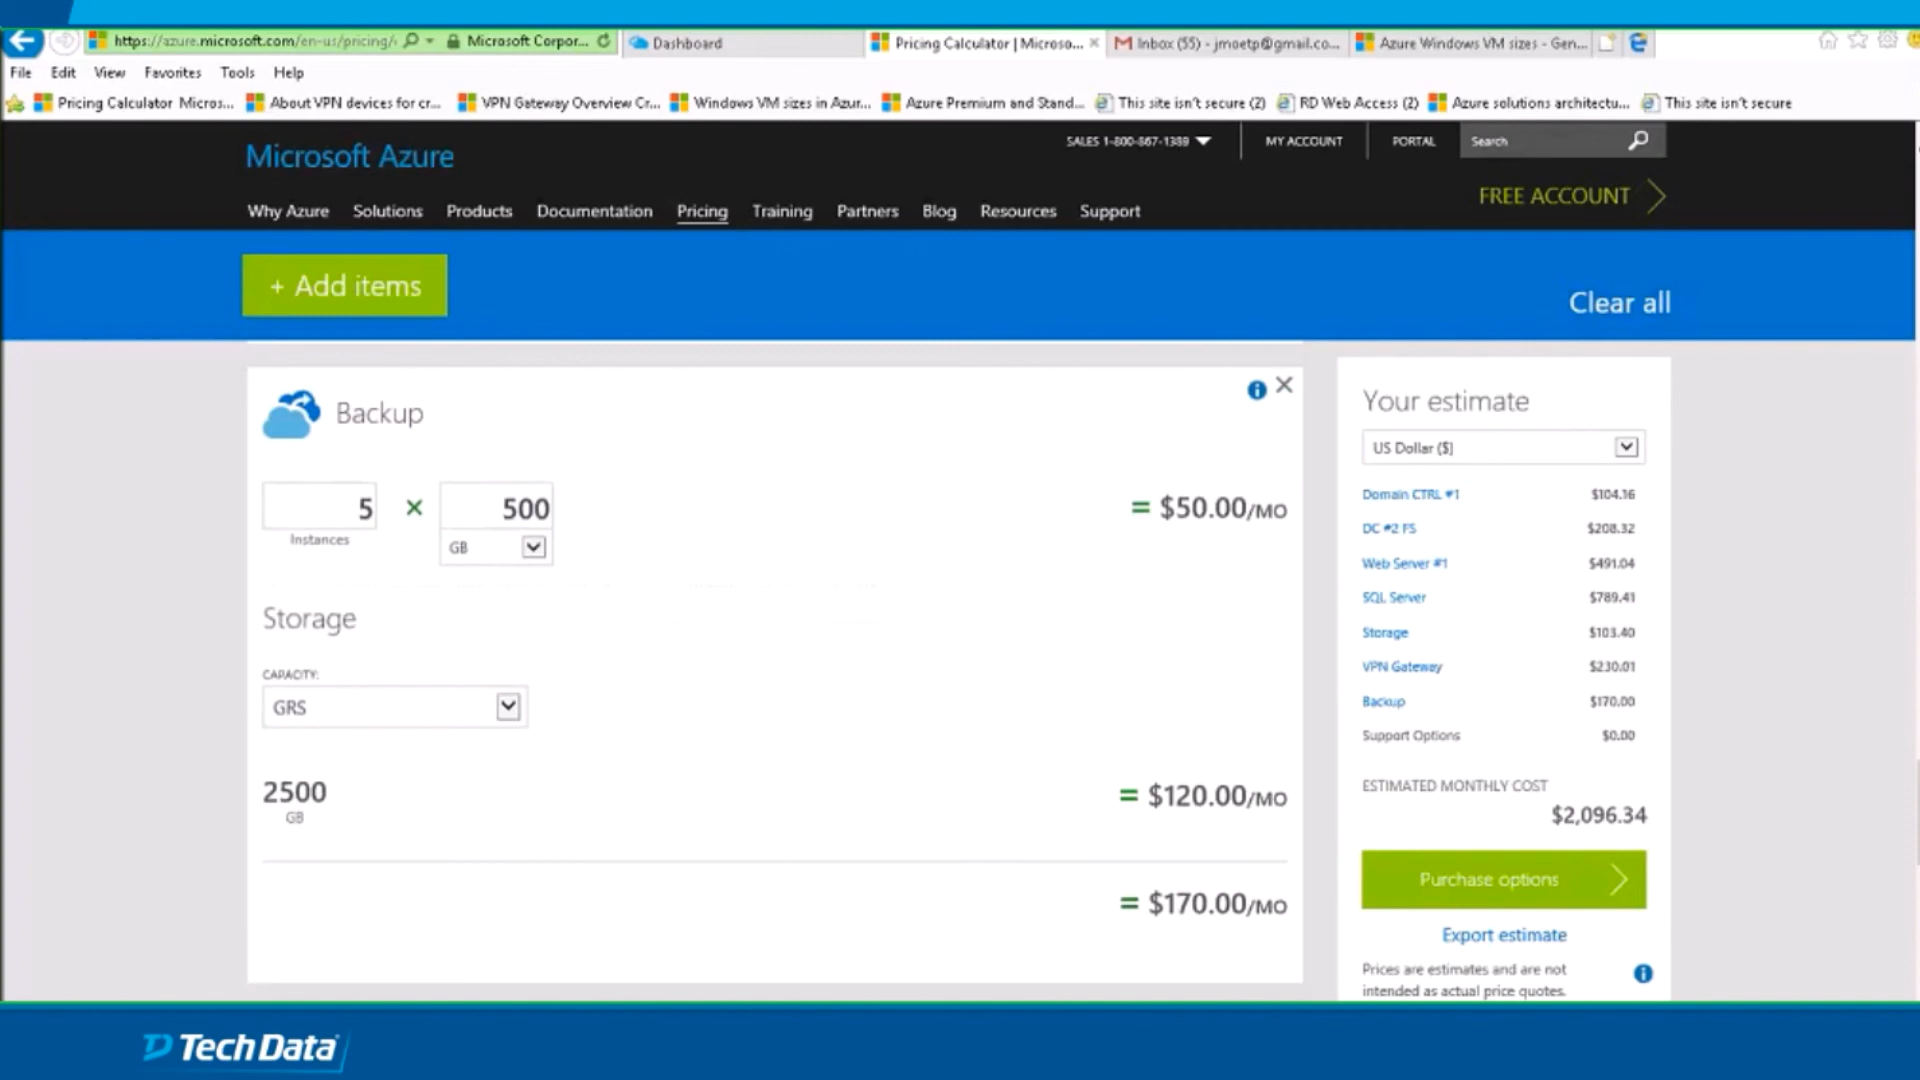 https://azure.microsoft.com/en-us/pricing/
Microsoft Corpor...
Dashboard
Pricing Calculator | Microso...
Inbox (55) - jmoetp@gmail.co...
Azure Windows VM sizes - Gen...
File Edit View Favorites Tools Help
Pricing Calculator Micros...
About VPN devices for cr...
VPN Gateway Overview Cr...
Windows VM sizes in Azur...
Azure Premium and Stand...
This site isn't secure (2)
RD Web Access (2)
Azure solutions architectu...
This site isn't secure
SALES 1-800-867-1389
MY ACCOUNT
PORTAL
Search
Microsoft Azure
FREE ACCOUNT
Why Azure Solutions Products Documentation Pricing Training Partners Blog Resources Support
+ Add items
Clear all
Backup
5 × 500 = $50.00/MO
Instances GB
Storage
CAPACITY:
GRS
2500 = $120.00/MO
GB
= $170.00/MO
Your estimate
US Dollar ($)
Domain CTRL #1 $104.16
DC #2 FS $208.32
Web Server #1 $491.04
SQL Server $789.41
Storage $103.40
VPN Gateway $230.01
Backup $170.00
Support Options $0.00
ESTIMATED MONTHLY COST
$2,096.34
Purchase options
Export estimate
Prices are estimates and are not
intended as actual price quotes.
Tech Data